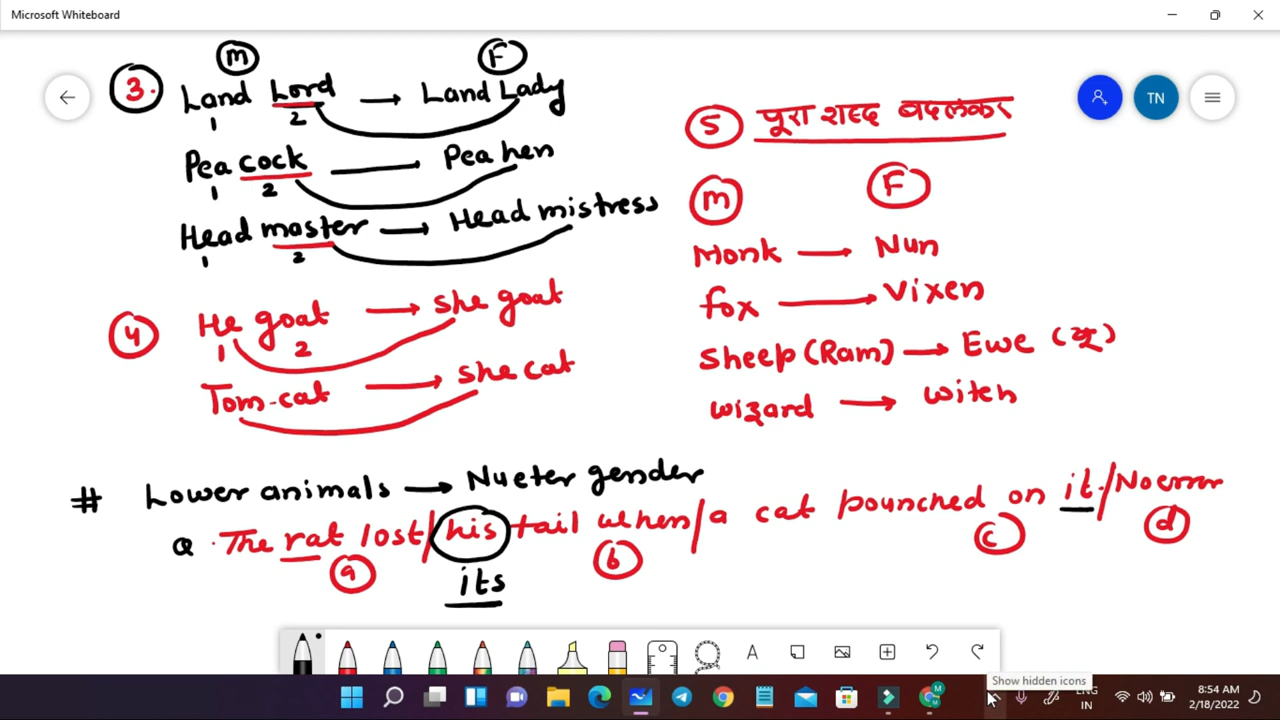 Microsoft Whiteboard
M F
3. Land Lord → Land Lady
1 2
Pea cock → Pea hen
1 2
Head master → Head mistress
1 2
4 He goat → She goat
1 2
Tom-cat → she cat
5 पूरा शब्द बदलकर
M F
Monk → Nun
fox → Vixen
Sheep (Ram) → Ewe (यू)
wizard → witch
# Lower animals → Nueter gender
Q. The rat lost/his tail when/a cat pounched on it./No error
a b c d
its
TN
A
Show hidden icons
ENG
IN
8:54 AM
2/18/2022